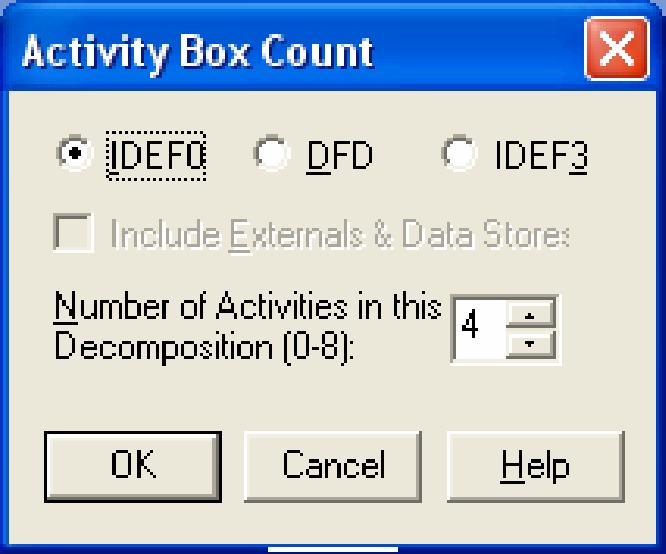 Activity Box Count
IDEF0 DFD IDEF3
Include Externals & Data Stores
Number of Activities in this
Decomposition (0-8):
4
OK Cancel Help